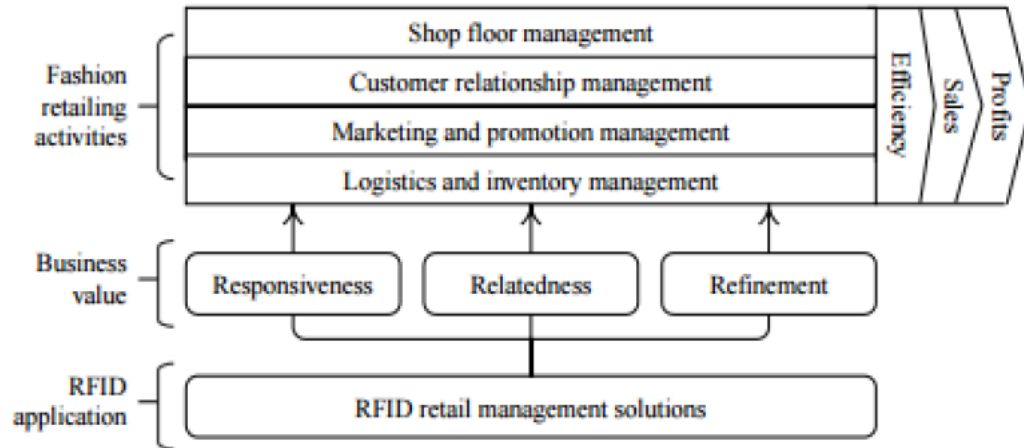 Shop floor management
Customer relationship management
Marketing and promotion management
Logistics and inventory management
Efficiency
Sales
Profits
Fashion
retailing
activities
Business
value
Responsiveness
Relatedness
Refinement
RFID
application
RFID retail management solutions